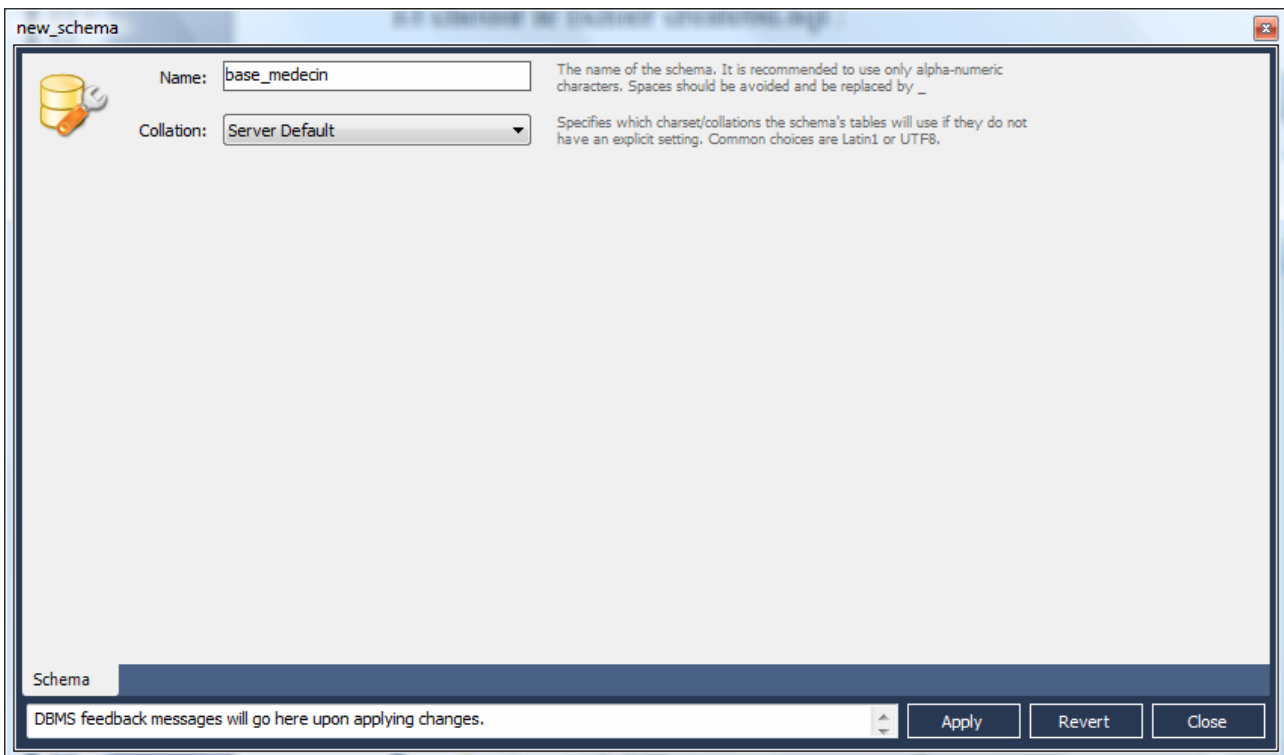 new_schema
Name:
base_medecin
The name of the schema. It is recommended to use only alpha-numeric
characters. Spaces should be avoided and be replaced by _
Collation:
Server Default
Specifies which charset/collations the schema's tables will use if they do not
have an explicit setting. Common choices are Latin1 or UTF8.
Schema
DBMS feedback messages will go here upon applying changes.
Apply
Revert
Close